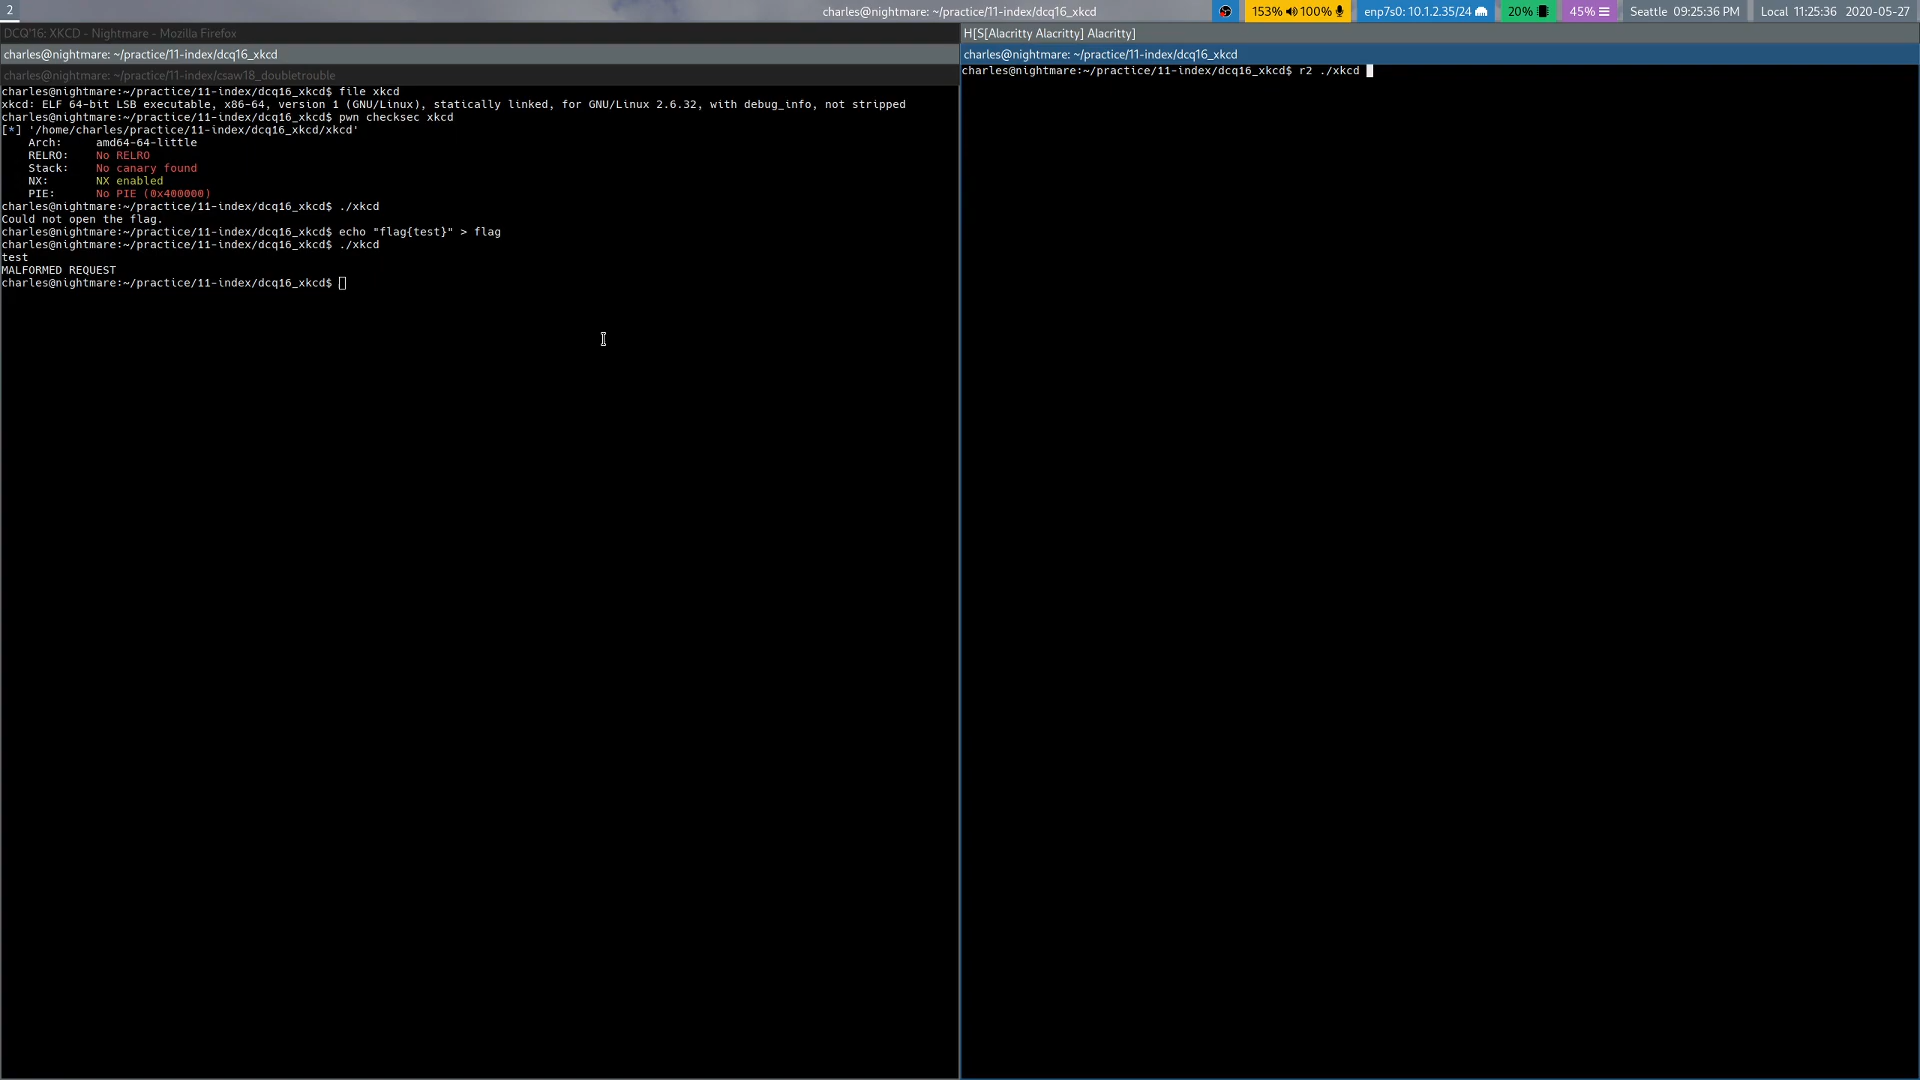 2
charles@nightmare: ~/practice/11-index/dcq16_xkcd
153% 100%
enp7s0: 10.1.2.35/24
20%
45%
Seattle 09:25:36 PM
Local 11:25:36 2020-05-27
DCQ'16: XKCD - Nightmare - Mozilla Firefox
charles@nightmare: ~/practice/11-index/dcq16_xkcd
charles@nightmare: ~/practice/11-index/csaw18_doubletrouble
charles@nightmare:~/practice/11-index/dcq16_xkcd$ file xkcd
xkcd: ELF 64-bit LSB executable, x86-64, version 1 (GNU/Linux), statically linked, for GNU/Linux 2.6.32, with debug_info, not stripped
charles@nightmare:~/practice/11-index/dcq16_xkcd$ pwn checksec xkcd
[*] '/home/charles/practice/11-index/dcq16_xkcd/xkcd'
    Arch:     amd64-64-little
    RELRO:    No RELRO
    Stack:    No canary found
    NX:       NX enabled
    PIE:      No PIE (0x400000)
charles@nightmare:~/practice/11-index/dcq16_xkcd$ ./xkcd
Could not open the flag.
charles@nightmare:~/practice/11-index/dcq16_xkcd$ echo "flag{test}" > flag
charles@nightmare:~/practice/11-index/dcq16_xkcd$ ./xkcd
test
MALFORMED REQUEST
charles@nightmare:~/practice/11-index/dcq16_xkcd$
H[S[Alacritty Alacritty] Alacritty]
charles@nightmare: ~/practice/11-index/dcq16_xkcd
charles@nightmare:~/practice/11-index/dcq16_xkcd$ r2 ./xkcd